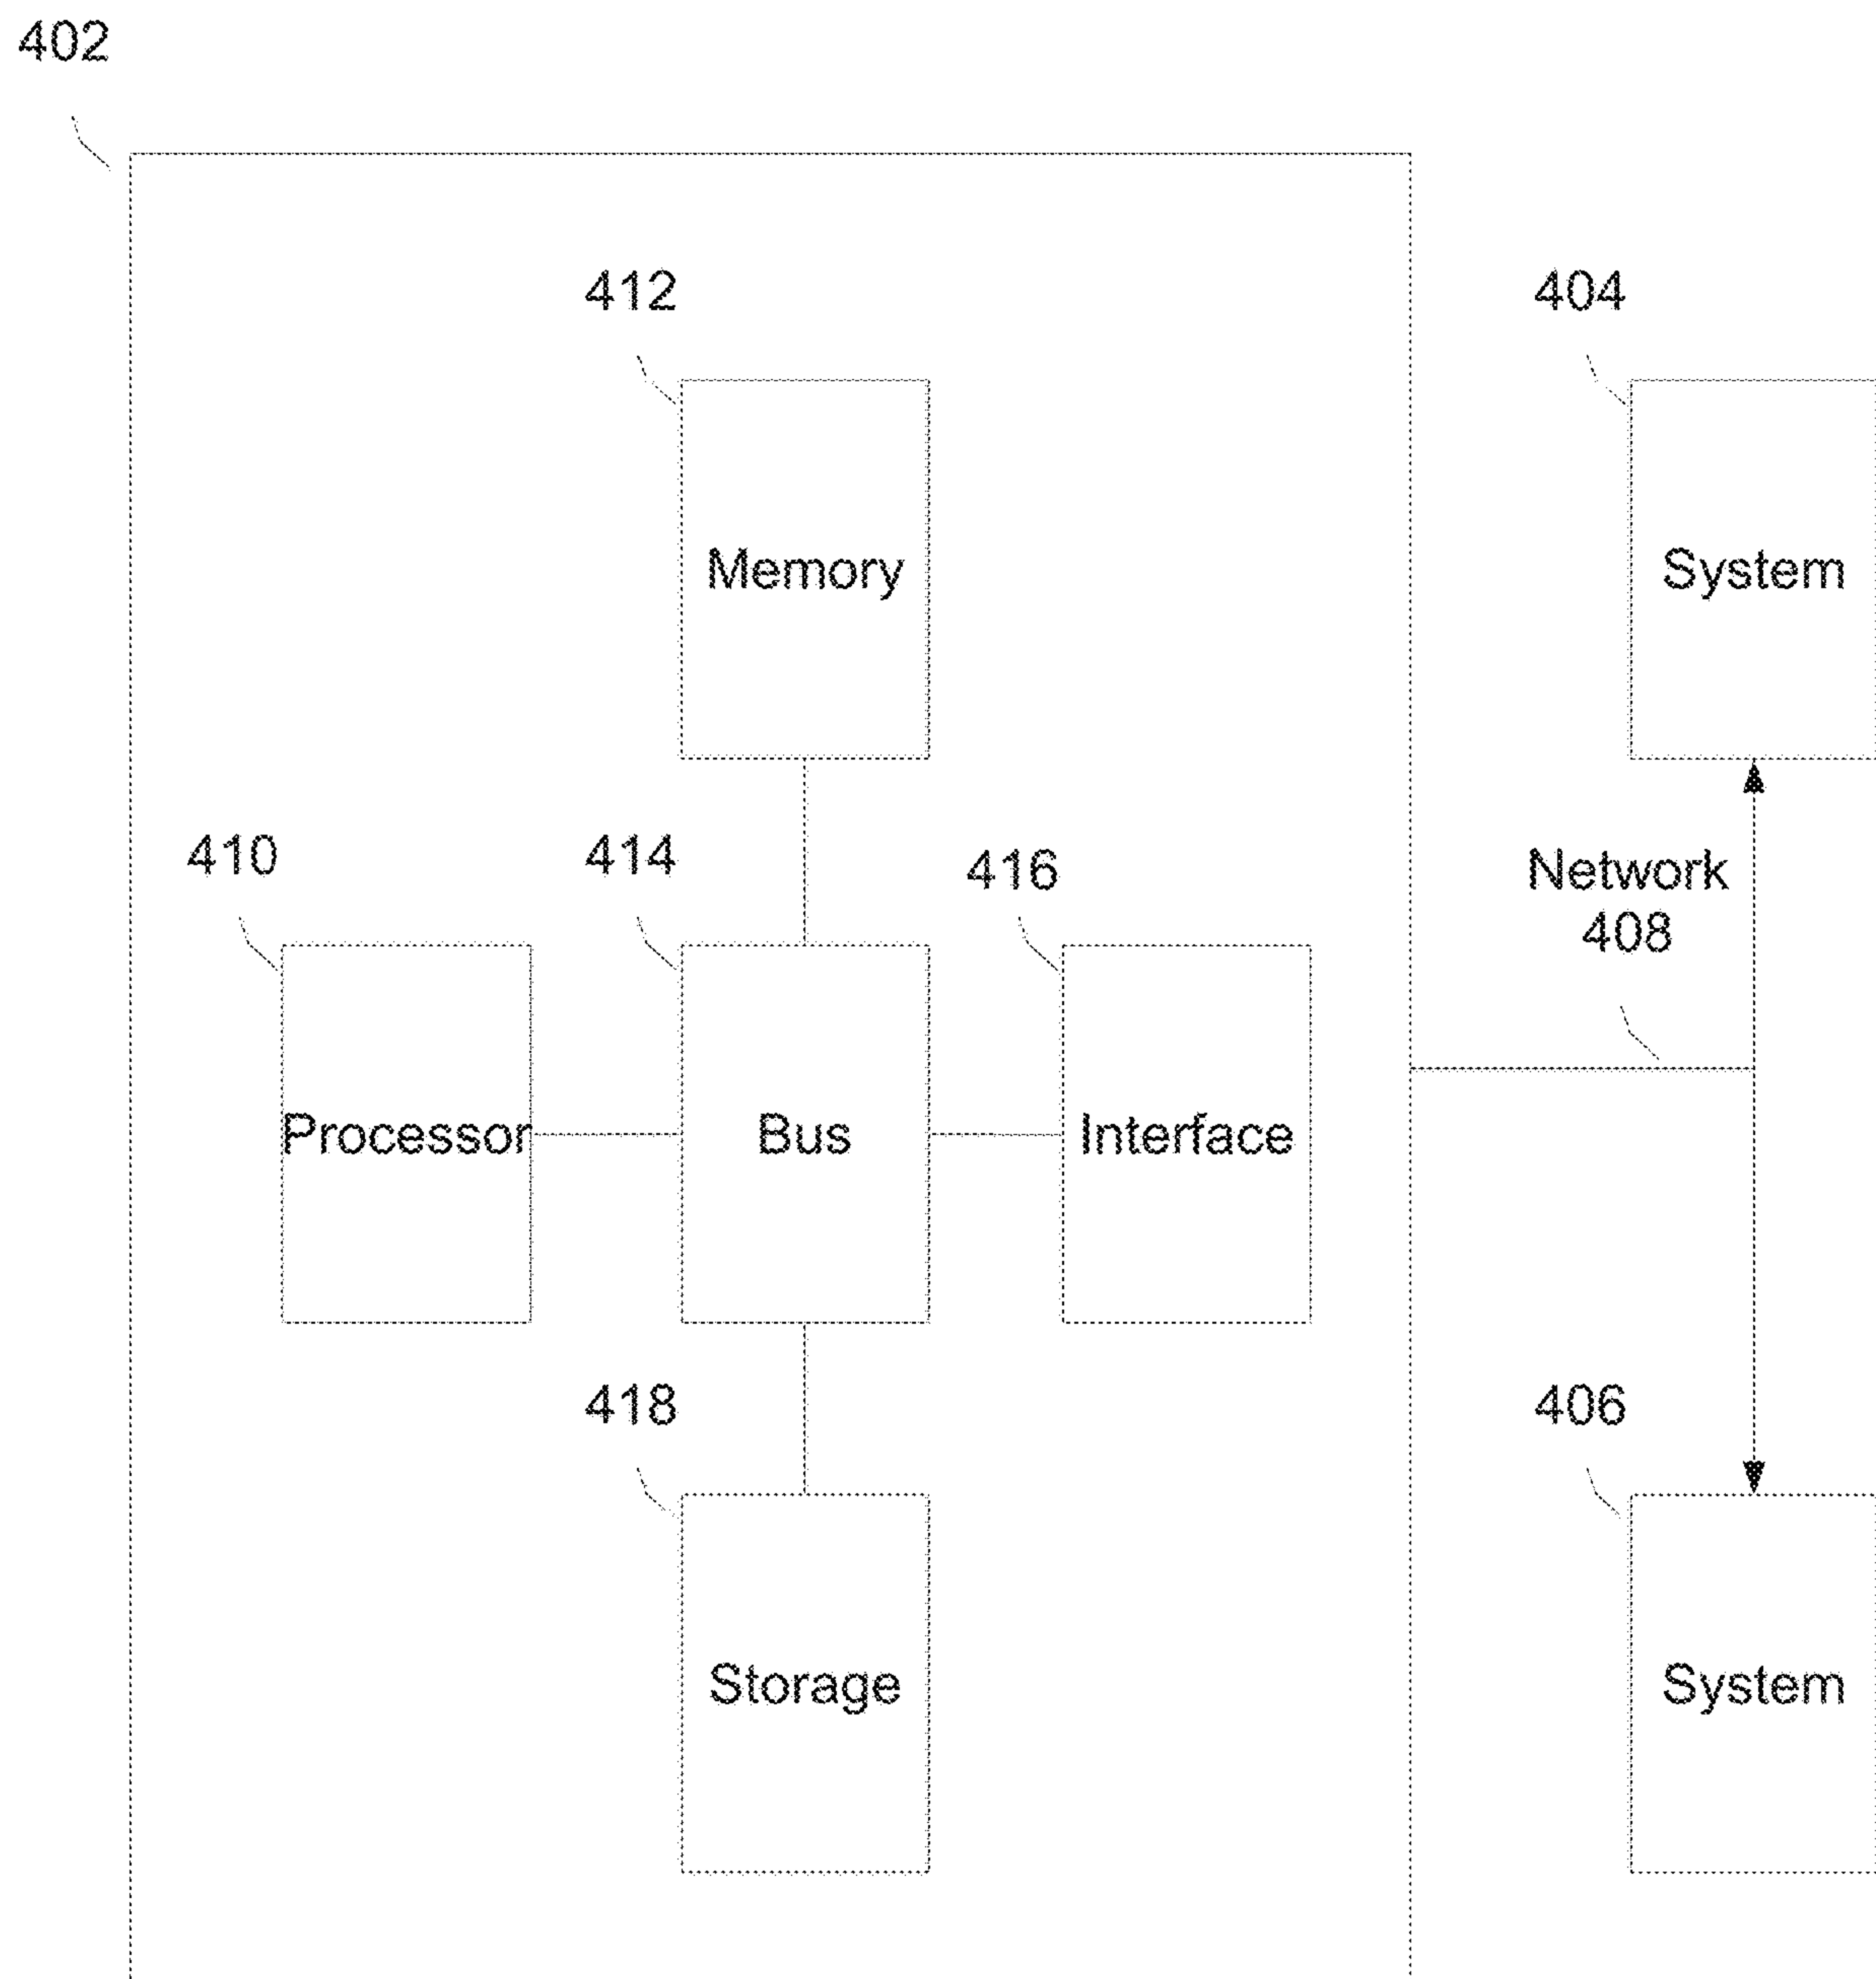 402
412
404
Memory
System
410
414
416
Network
408
Processor
Bus
Interface
418
406
Storage
System